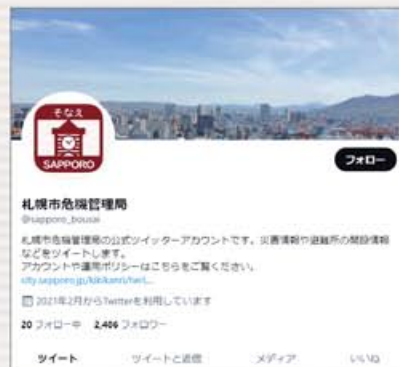 そなえ
SAPPORO
フォロー
札幌市危機管理局
@sapporo_bousai
札幌市危機管理局の公式ツイッターアカウントです。災害情報や避難所の開設情報
などをツイートします。
アカウントや運用ポリシーはこちらをご覧ください。
city.sapporo.jp/kikikanri/twit...
2021年2月からTwitterを利用しています
20 フォロー中 2,406 フォロワー
ツイート ツイートと返信 メディア いいね